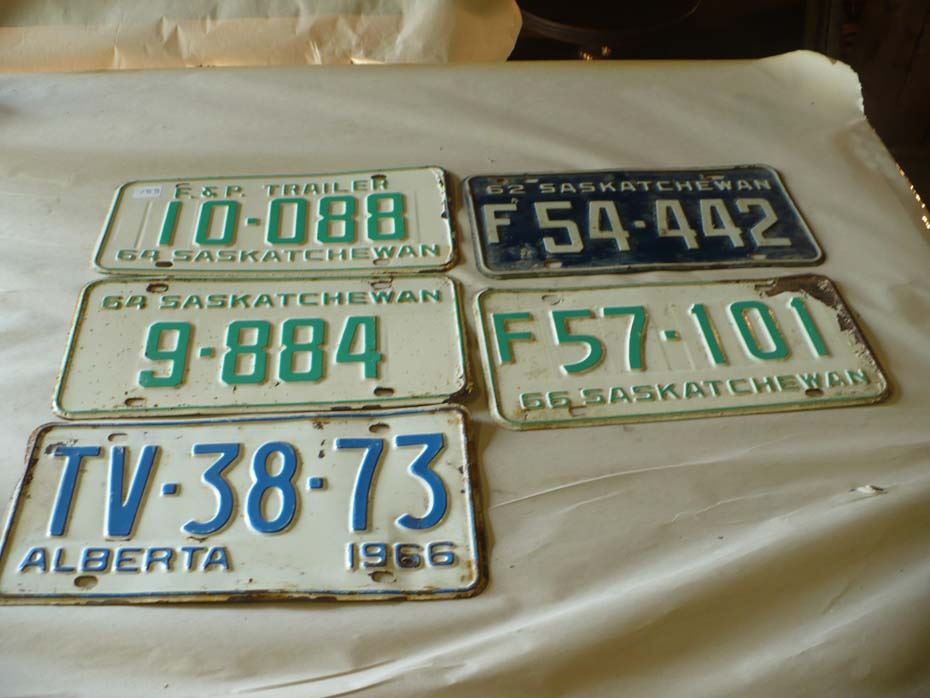 F. & P. TRAILER
10-088
64 SASKATCHEWAN
62 SASKATCHEWAN
F 54-442
64 SASKATCHEWAN
9-884
F 57-101
66 SASKATCHEWAN
TV-38-73
ALBERTA 1966